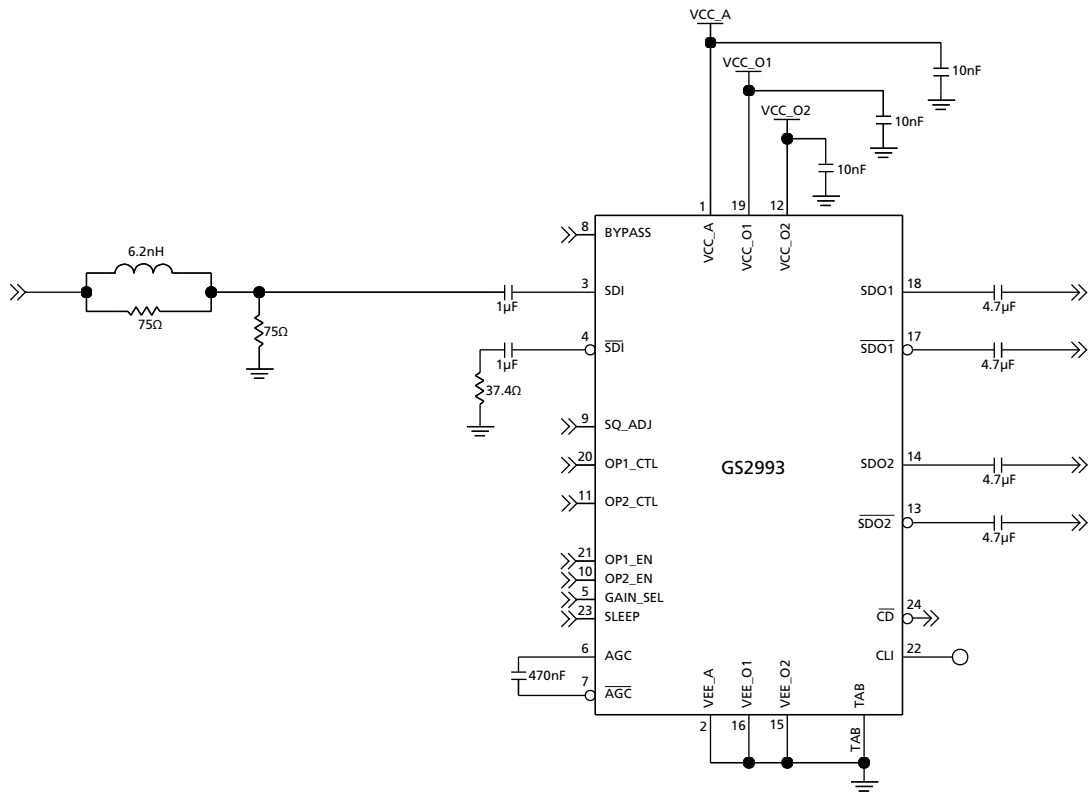 VCC_A
10nF
VCC_O1
10nF
VCC_O2
10nF
1
19
12
VCC_A
VCC_O1
VCC_O2
8
BYPASS
6.2nH
75Ω
75Ω
1µF
3
SDI
4
SDI
1µF
37.4Ω
9
SQ_ADJ
20
OP1_CTL
11
OP2_CTL
21
OP1_EN
10
OP2_EN
5
GAIN_SEL
23
SLEEP
6
AGC
470nF
7
AGC
GS2993
SDO1
18
4.7µF
SDO1
17
4.7µF
SDO2
14
4.7µF
SDO2
13
4.7µF
CD
24
CLI
22
VEE_A
VEE_O1
VEE_O2
TAB
2
16
15
TAB